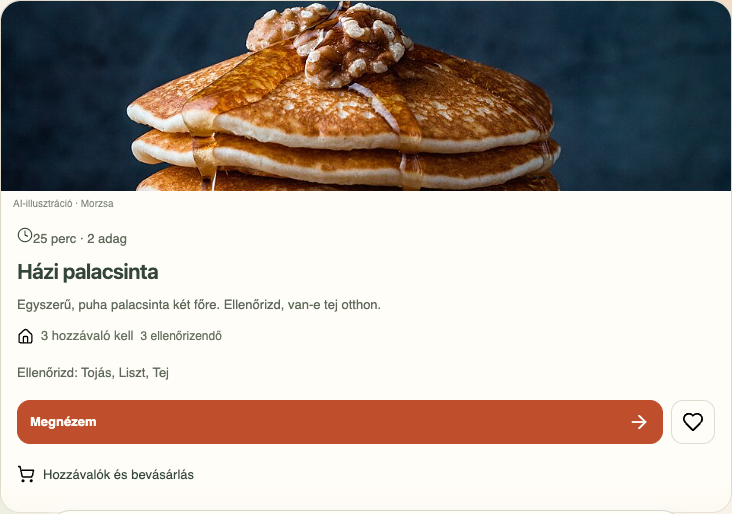 AI-illusztráció · Morzsa
25 perc · 2 adag
Házi palacsinta
Egyszerű, puha palacsinta két főre. Ellenőrizd, van-e tej otthon.
3 hozzávaló kell 3 ellenőrizendő
Ellenőrizd: Tojás, Liszt, Tej
Megnézem
Hozzávalók és bevásárlás